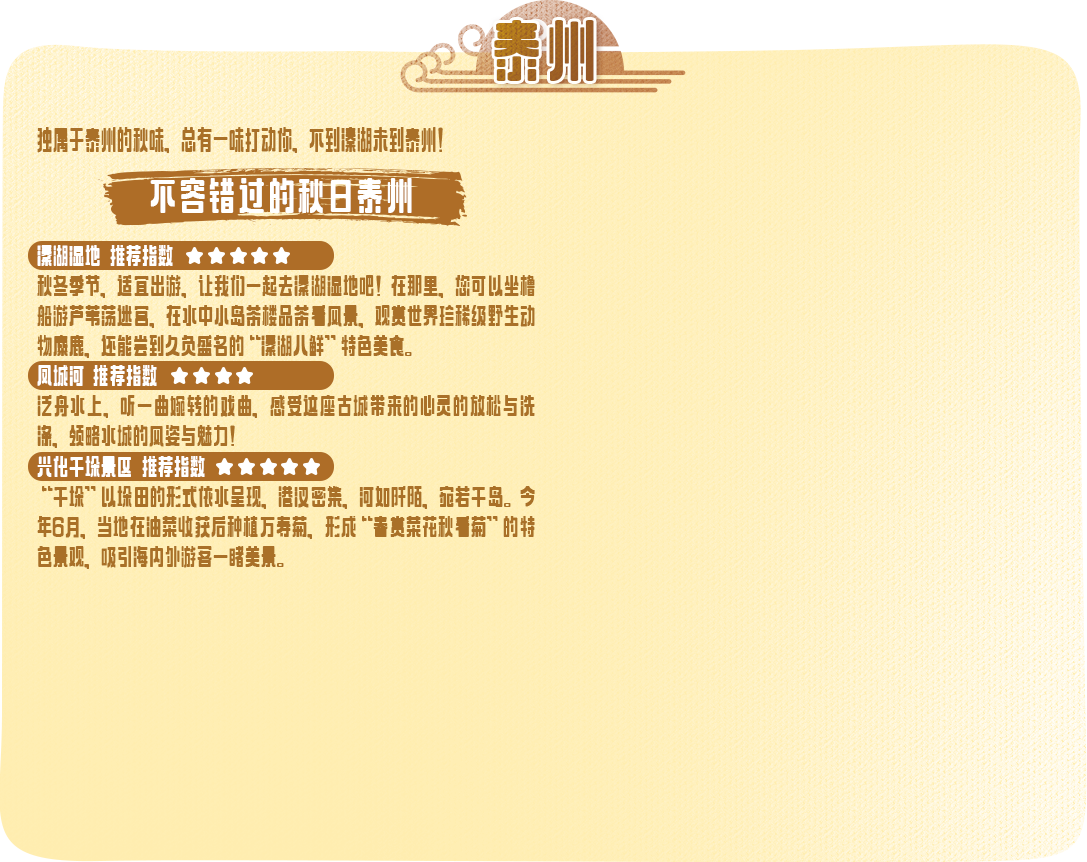 泰州
独属于泰州的秋味，总有一味打动你，不到溱湖未到泰州！
不容错过的秋日泰州
溱湖湿地 推荐指数 ★★★★★
秋冬季节，适宜出游，让我们一起去溱湖湿地吧！在那里，您可以坐橹
船游芦苇荡迷宫，在水中小岛茶楼品茶看风景，观赏世界珍稀级野生动
物麋鹿，还能尝到久负盛名的“溱湖八鲜”特色美食。
凤城河 推荐指数 ★★★★
泛舟水上，听一曲婉转的戏曲，感受这座古城带来的心灵的放松与洗
涤，领略水城的风姿与魅力！
兴化千垛景区 推荐指数 ★★★★★
“千垛”以垛田的形式依水呈现，港汊密集，河如阡陌，宛若千岛。今
年6月，当地在油菜收获后种植万寿菊，形成“春赏菜花秋看菊”的特
色景观，吸引海内外游客一睹美景。